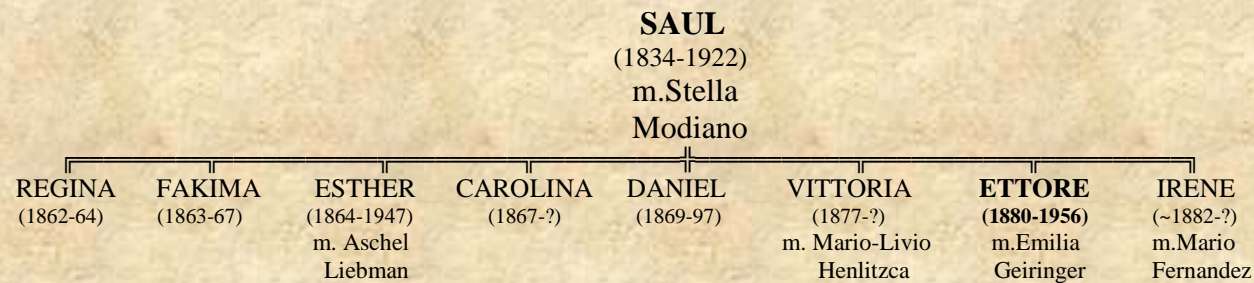 SAUL
(1834-1922)
m.Stella
Modiano
REGINA FAKIMA ESTHER CAROLINA DANIEL VITTORIA ETTORE IRENE
(1862-64) (1863-67) (1864-1947) (1867-?) (1869-97) (1877-?) (1880-1956) (~1882-?)
m. Aschel m. Mario-Livio m.Emilia m.Mario
Liebman Henlitzca Geiringer Fernandez